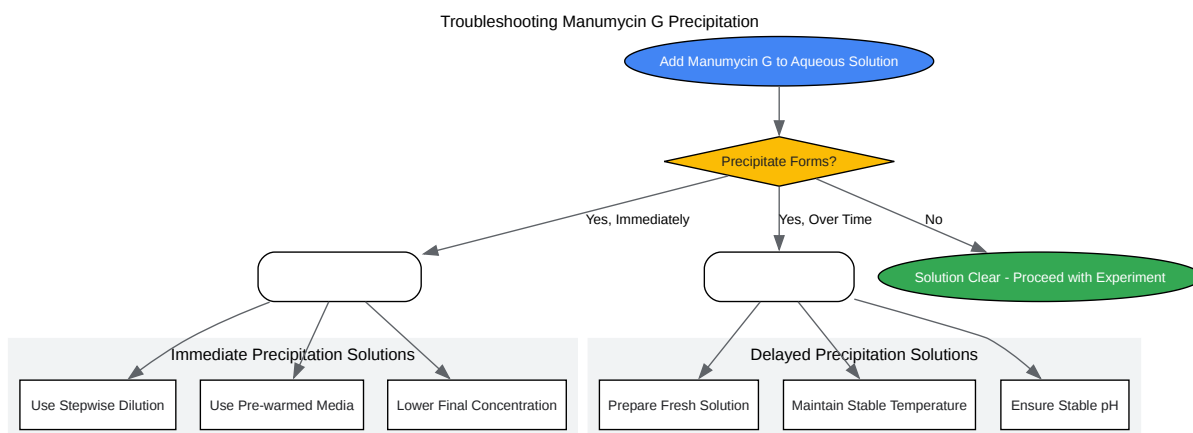 Troubleshooting Manumycin G Precipitation
Add Manumycin G to Aqueous Solution
Precipitate Forms?
Yes, Immediately
Yes, Over Time
No
Solution Clear - Proceed with Experiment
Immediate Precipitation Solutions
Delayed Precipitation Solutions
Use Stepwise Dilution
Use Pre-warmed Media
Lower Final Concentration
Prepare Fresh Solution
Maintain Stable Temperature
Ensure Stable pH